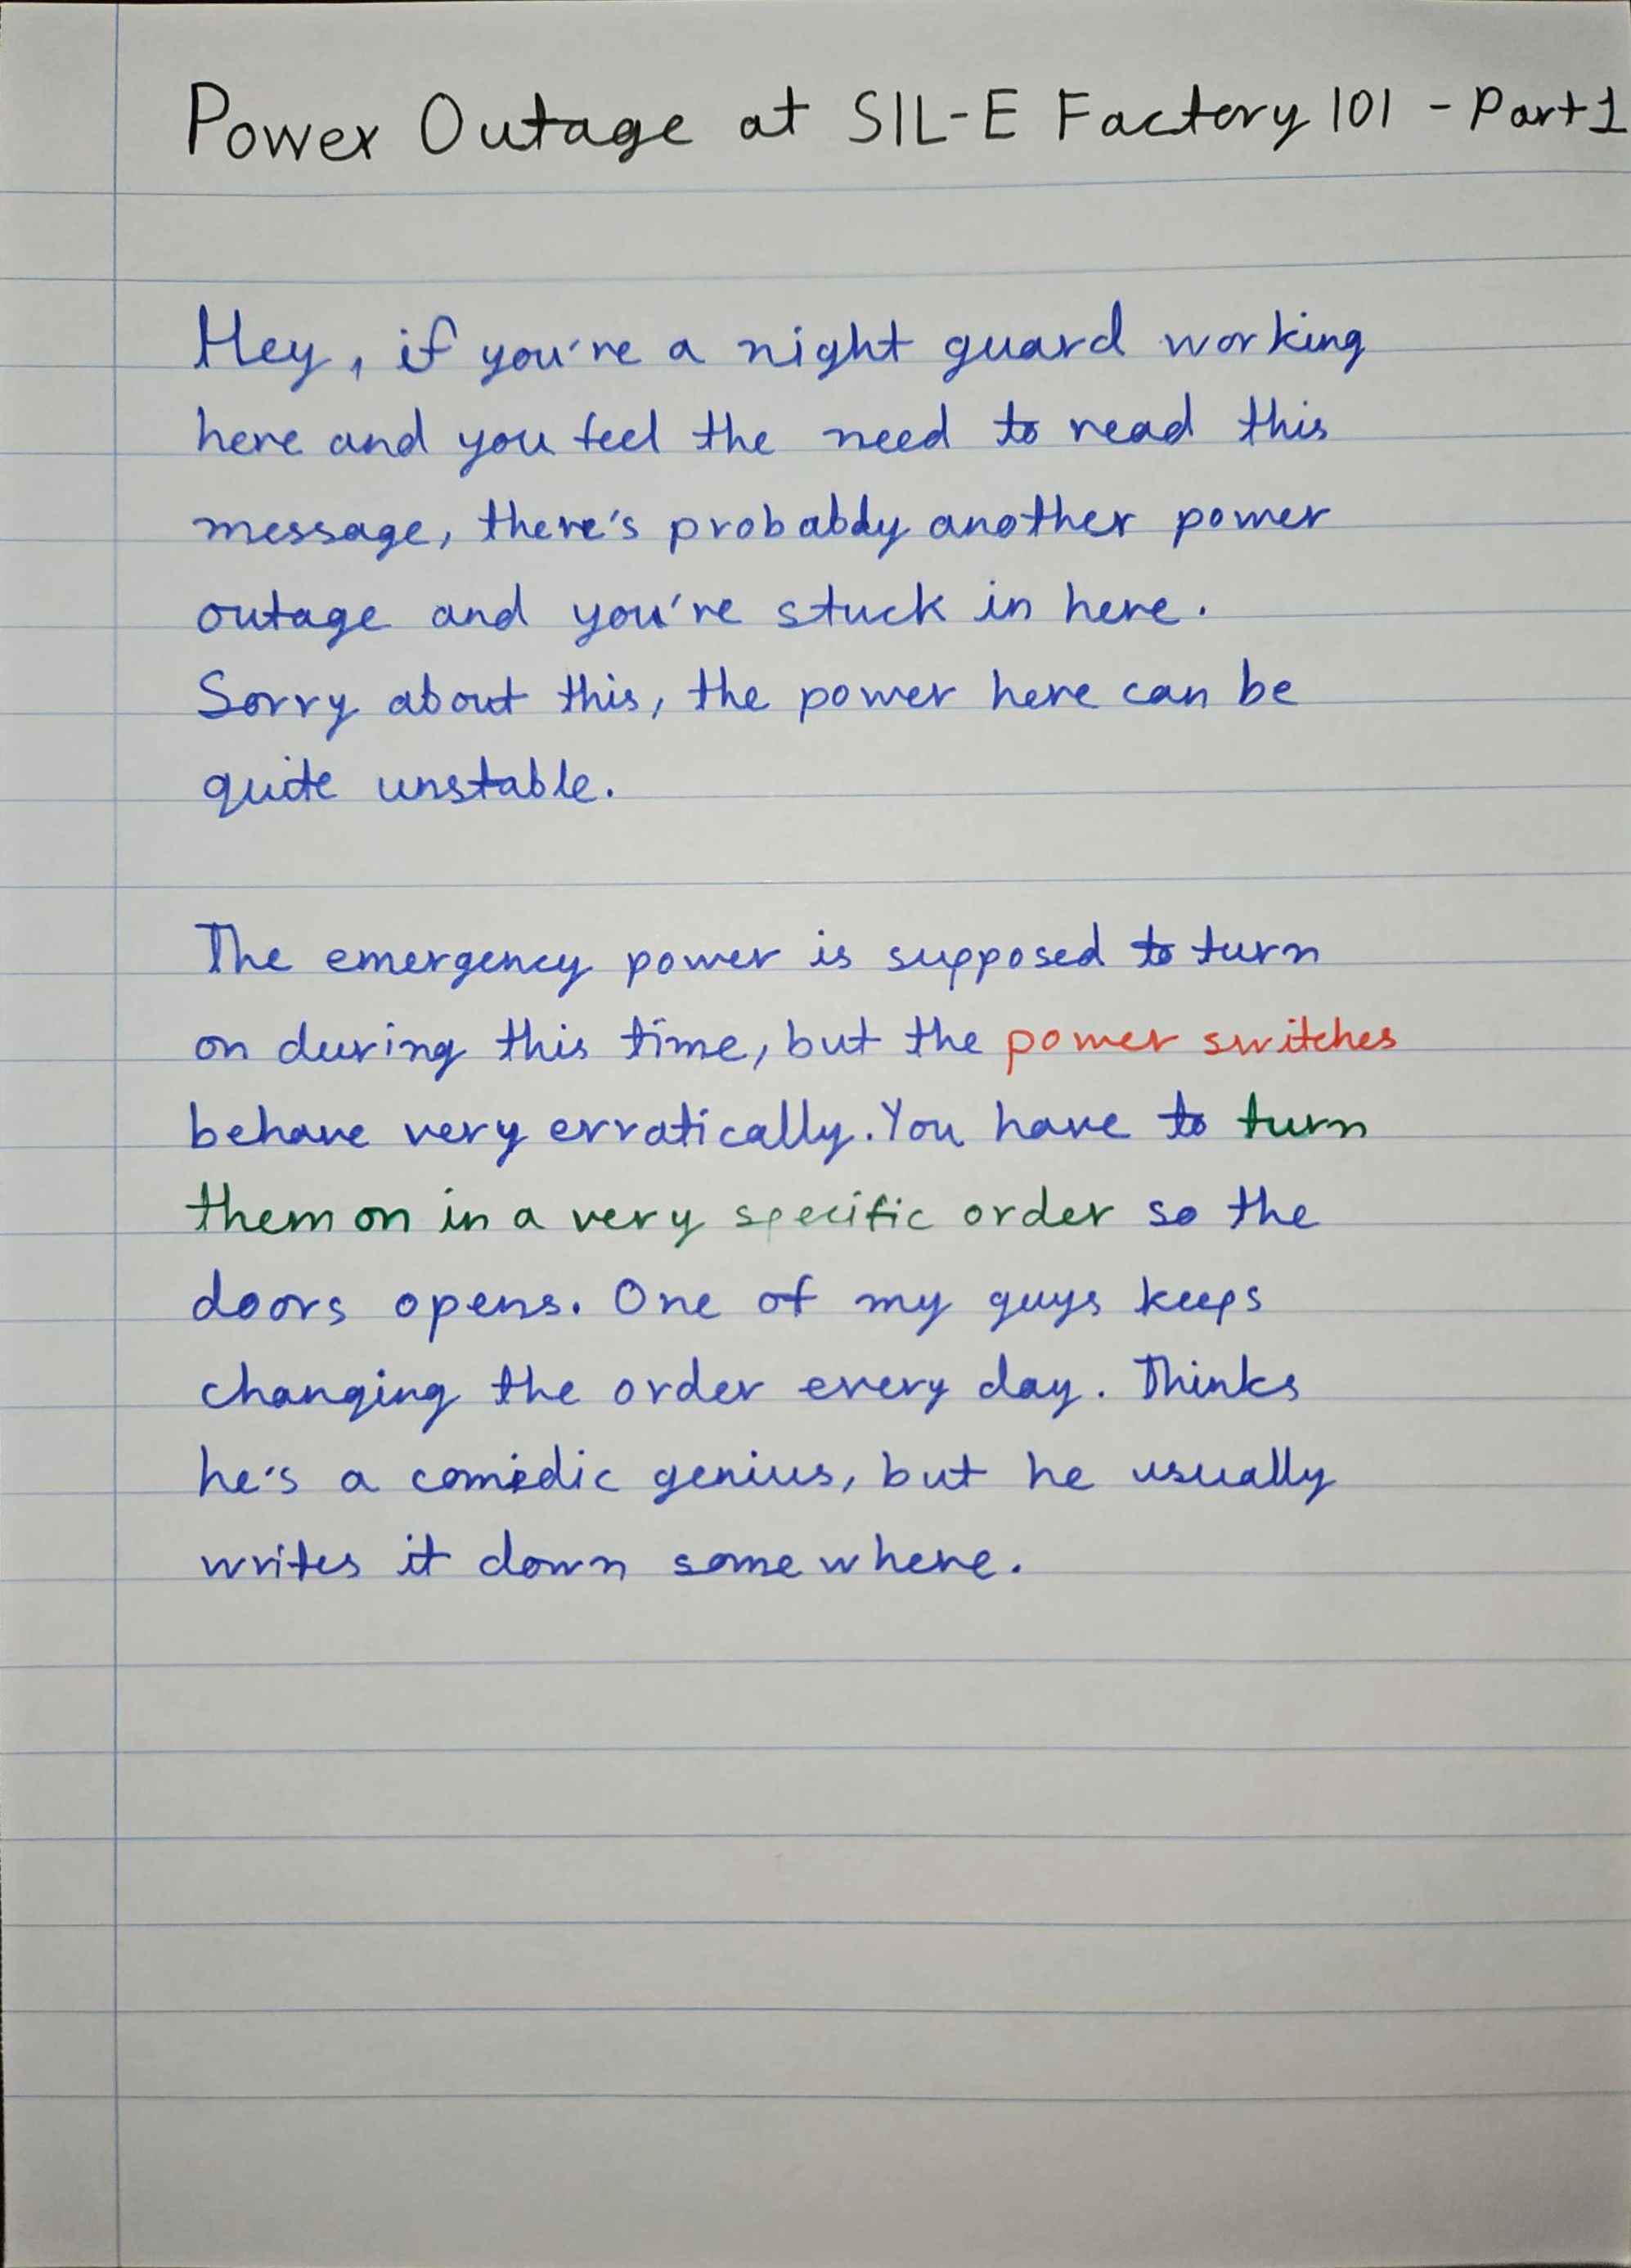 Power Outage at SIL-E Factory 101 - Part 1
Hey, if you're a night guard working
here and you feel the need to read this
message, there's probably another power
outage and you're stuck in here.
Sorry about this, the power here can be
quite unstable.
The emergency power is supposed to turn
on during this time, but the power switches
behave very erratically. You have to turn
them on in a very specific order so the
doors opens. One of my guys keeps
changing the order every day. Thinks
he's a comedic genius, but he usually
writes it down somewhere.